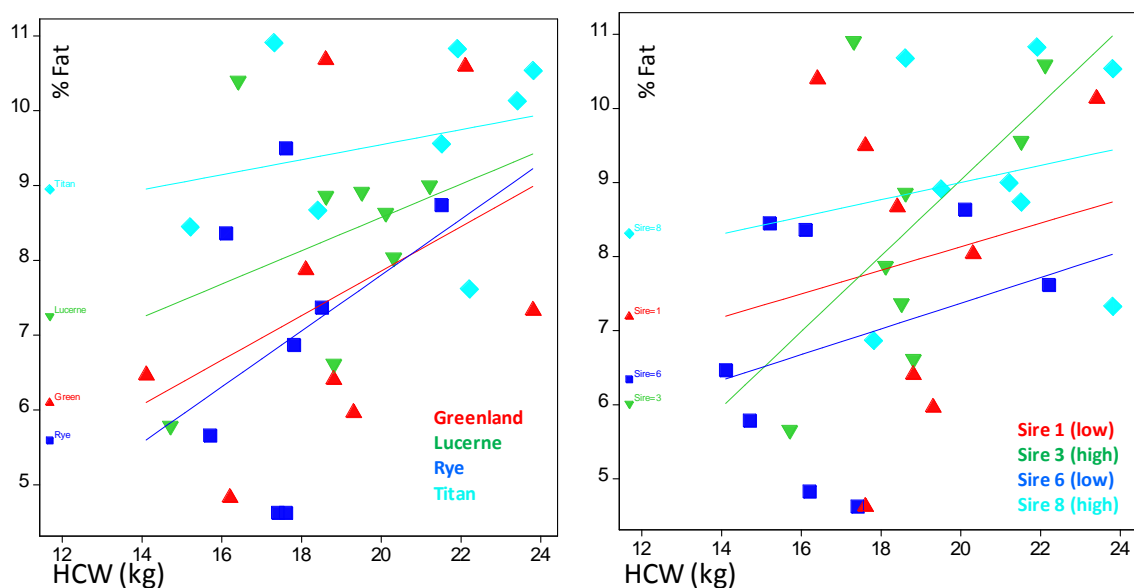 11
10
9
8
7
6
5
% Fat
Titan
Lucerne
Green
Rye
Greenland
Lucerne
Rye
Titan
12 14 16 18 20 22 24
HCW (kg)
11
10
9
8
7
6
5
% Fat
Sire=8
Sire=1
Sire=6
Sire=3
Sire 1 (low)
Sire 3 (high)
Sire 6 (low)
Sire 8 (high)
12 14 16 18 20 22 24
HCW (kg)